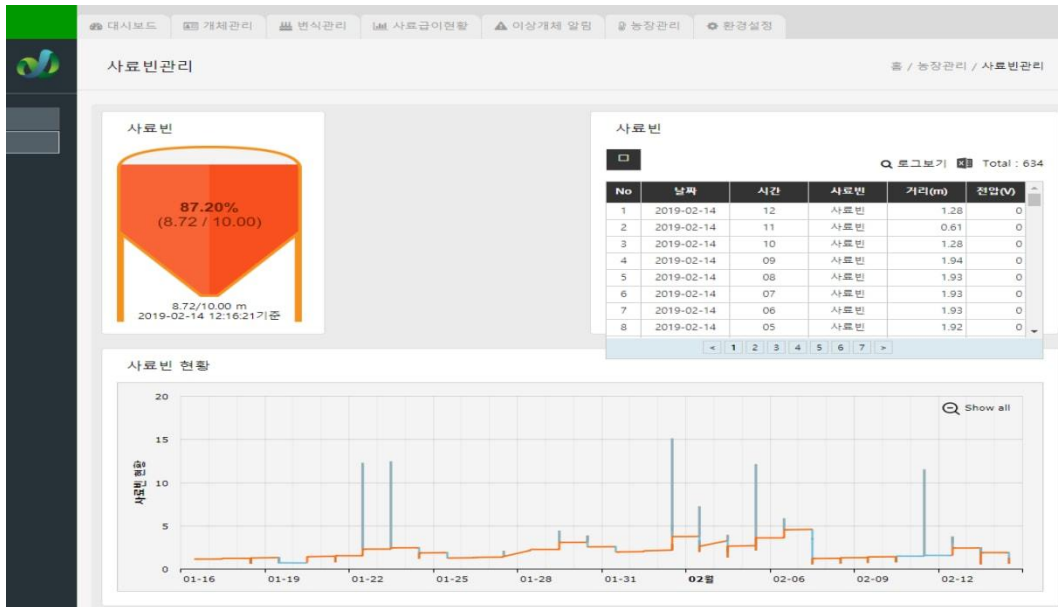 대시보드 개체관리 번식관리 사료급이현황 이상개체 알림 농장관리 환경설정
사료빈관리
홈 / 농장관리 / 사료빈관리
사료빈
87.20%
(8.72 / 10.00)
8.72/10.00 m
2019-02-14 12:16:21기준
사료빈
로그보기 Total : 634
No 날짜 시간 사료빈 거리(m) 전압(V)
1 2019-02-14 12 사료빈 1.28 0
2 2019-02-14 11 사료빈 0.61 0
3 2019-02-14 10 사료빈 1.28 0
4 2019-02-14 09 사료빈 1.94 0
5 2019-02-14 08 사료빈 1.93 0
6 2019-02-14 07 사료빈 1.93 0
7 2019-02-14 06 사료빈 1.93 0
8 2019-02-14 05 사료빈 1.92 0
< 1 2 3 4 5 6 7 >
사료빈 현황
Show all
사료빈 현황
20
15
10
5
0
01-16 01-19 01-22 01-25 01-28 01-31 02월 02-06 02-09 02-12